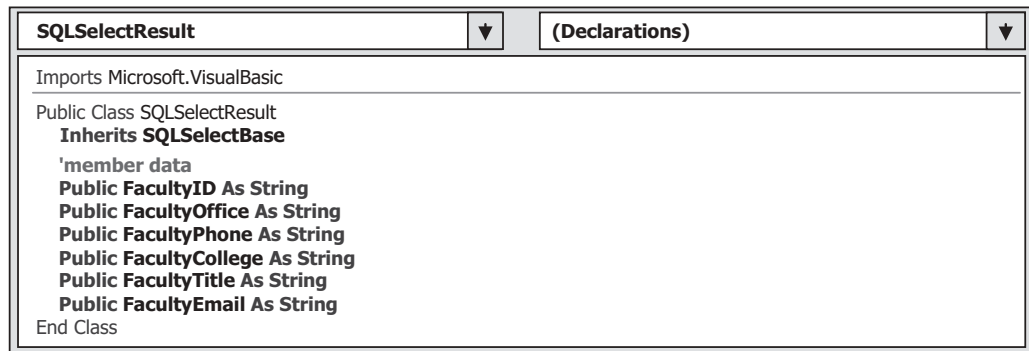 SQLSelectResult
(Declarations)
Imports Microsoft.VisualBasic
Public Class SQLSelectResult
Inherits SQLSelectBase
'member data
Public FacultyID As String
Public FacultyOffice As String
Public FacultyPhone As String
Public FacultyCollege As String
Public FacultyTitle As String
Public FacultyEmail As String
End Class